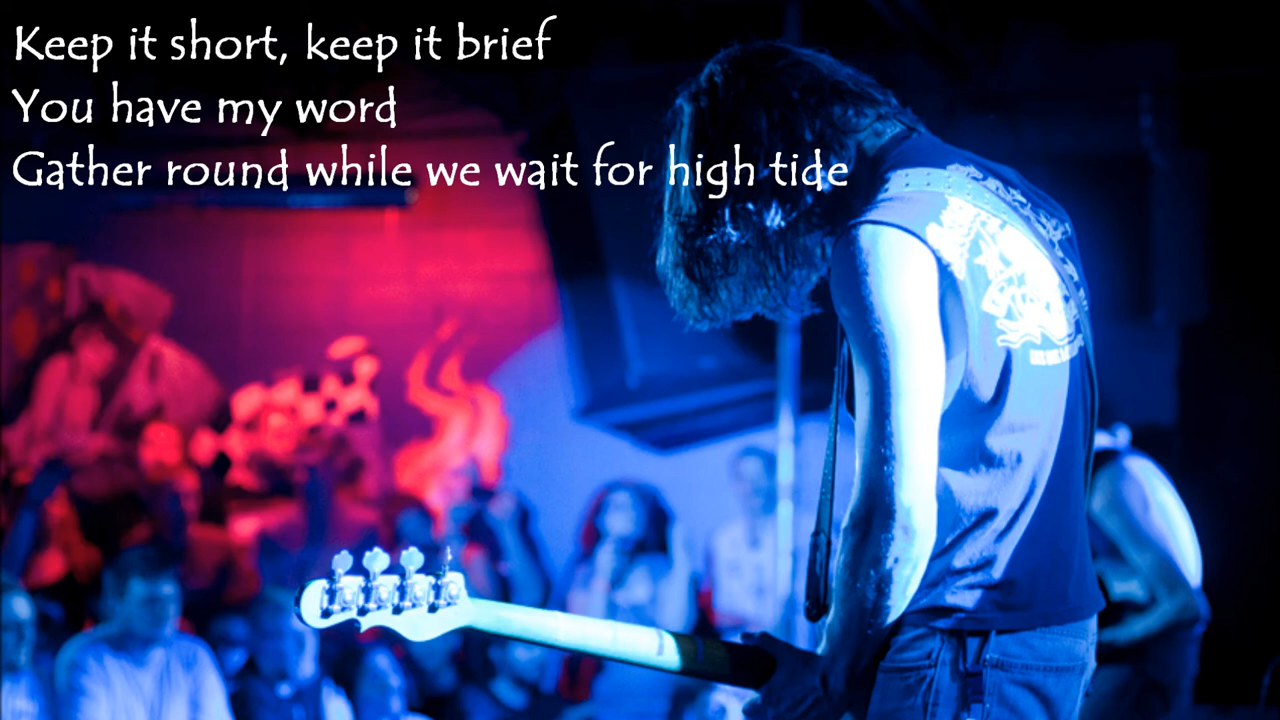 Keep it short, keep it brief
You have my word
Gather round while we wait for high tide